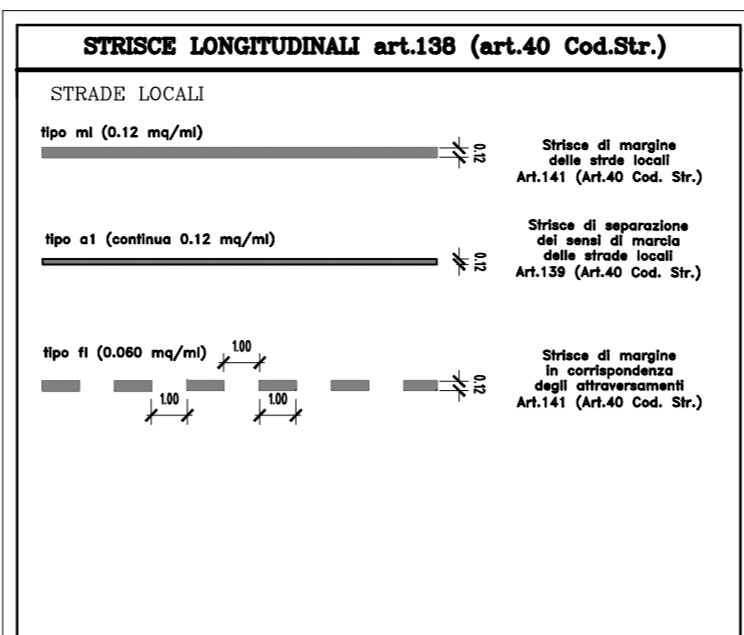 STRISCE LONGITUDINALI art.138 (art.40 Cod.Str.)
STRADE LOCALI
tipo ml (0.12 mq/ml)
0.12
Strisce di margine
delle strde locali
Art.141 (Art.40 Cod. Str.)
tipo a1 (continua 0.12 mq/ml)
0.12
Strisce di separazione
dei sensi di marcia
delle strade locali
Art.139 (Art.40 Cod. Str.)
tipo fl (0.060 mq/ml)
1.00
0.12
1.00
1.00
Strisce di margine
in corrispondenza
degli attraversamenti
Art.141 (Art.40 Cod. Str.)